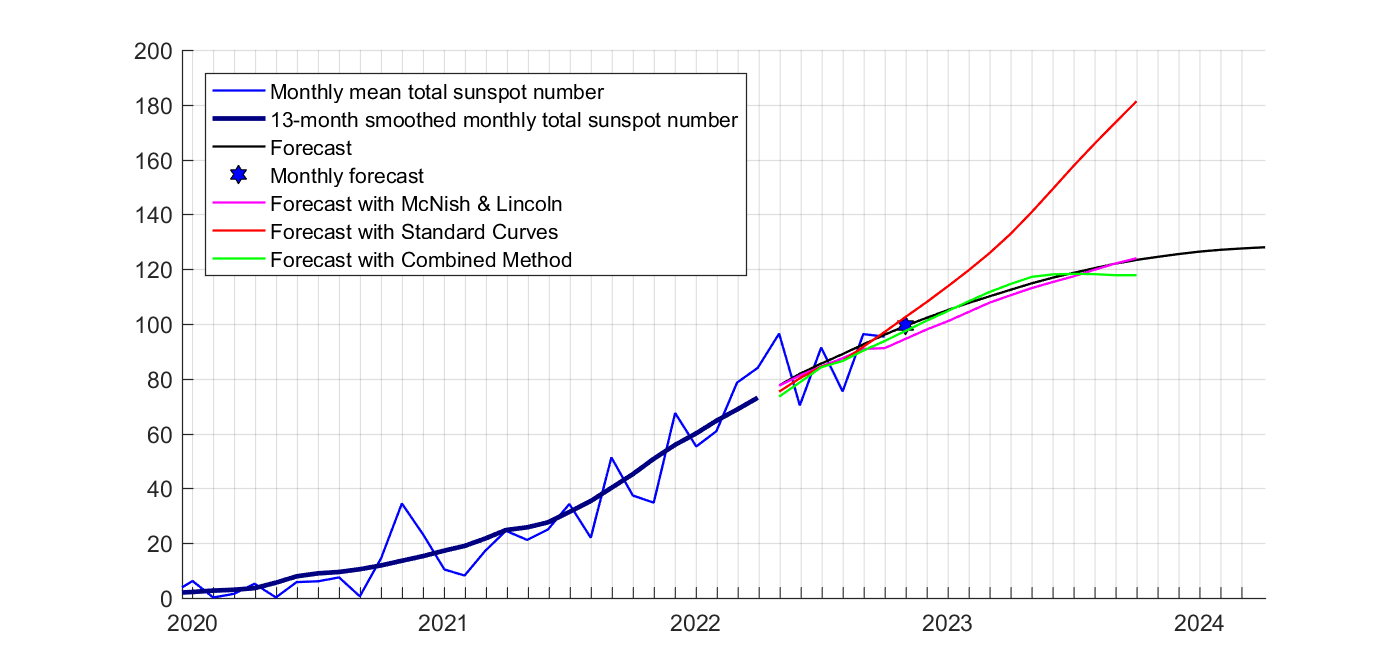 200
180
160
140
120
100
80
60
40
20
0
Monthly mean total sunspot number
13-month smoothed monthly total sunspot number
Forecast
Monthly forecast
Forecast with McNish & Lincoln
Forecast with Standard Curves
Forecast with Combined Method
2020 2021 2022 2023 2024